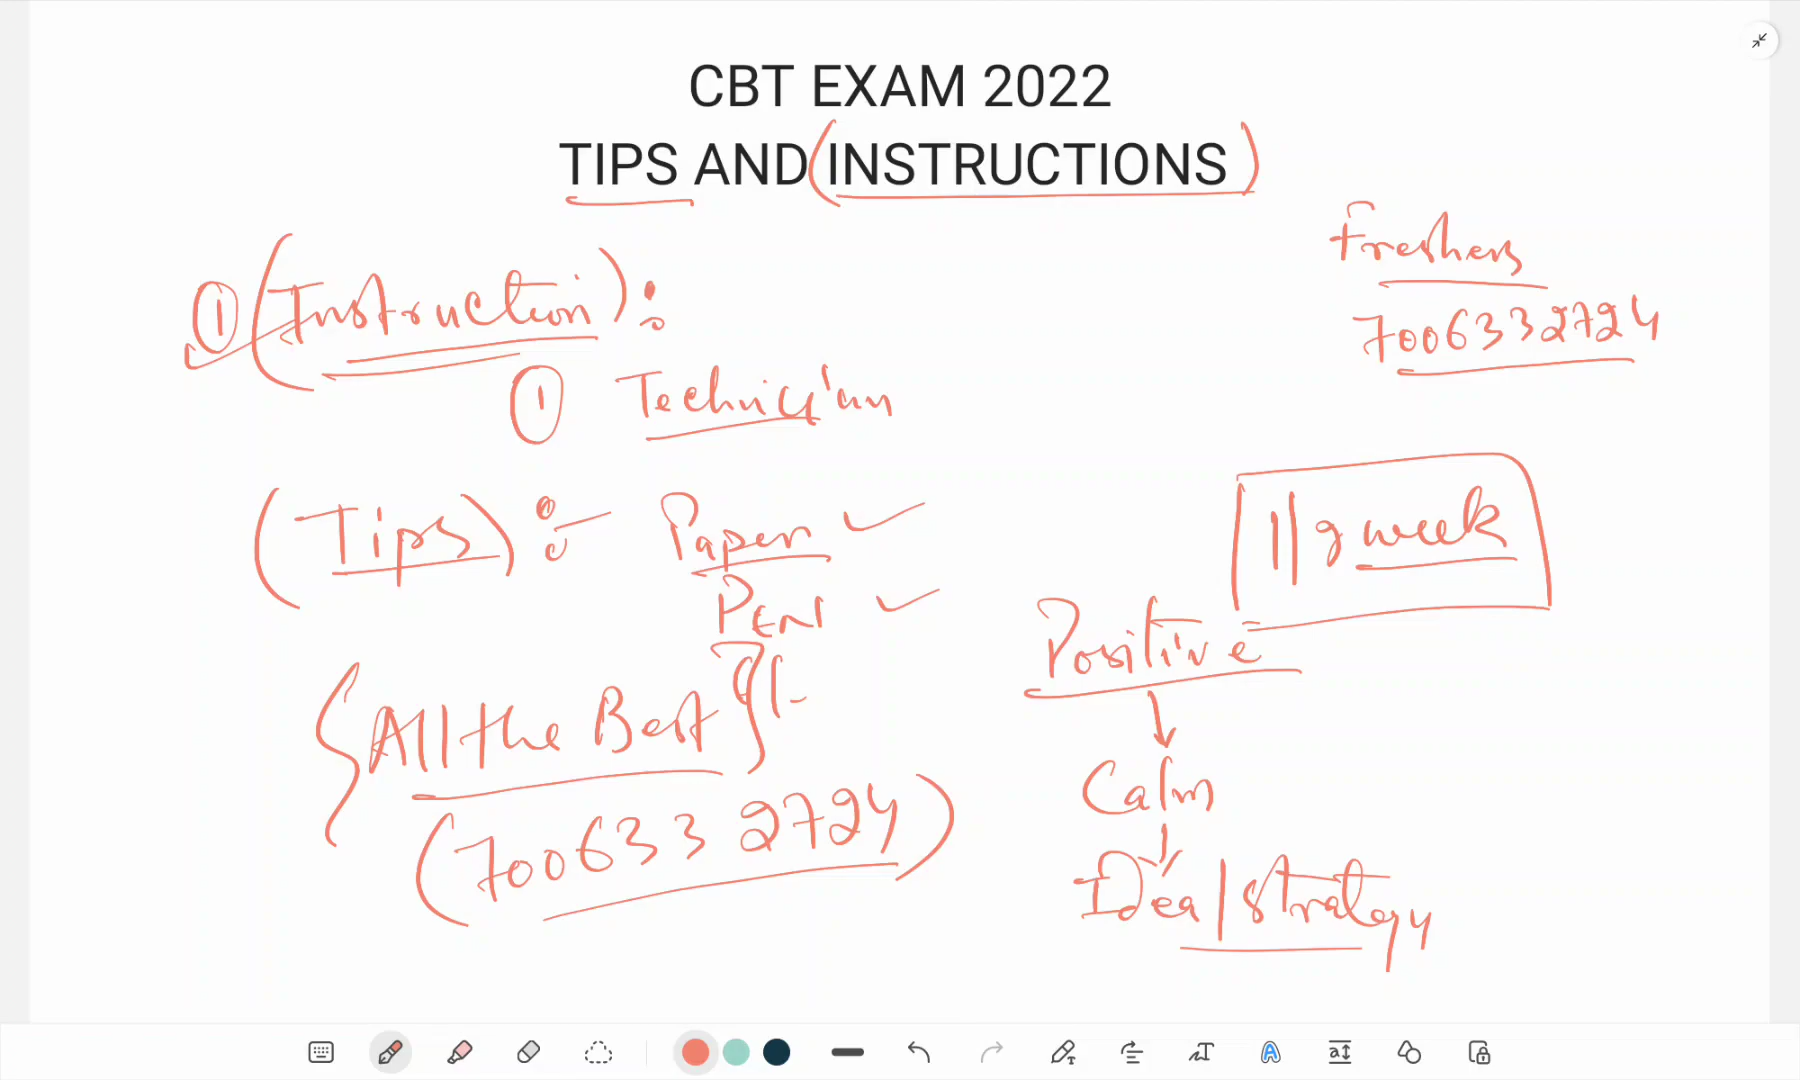 CBT EXAM 2022
TIPS AND (INSTRUCTIONS)
Freshers
7006332724
① (Instruction) :
① Technician
(Tips) :- Paper ✓
PEN ✓
week
Positive
{All the Best}
Calm
(7006332724)
Idea / strategy